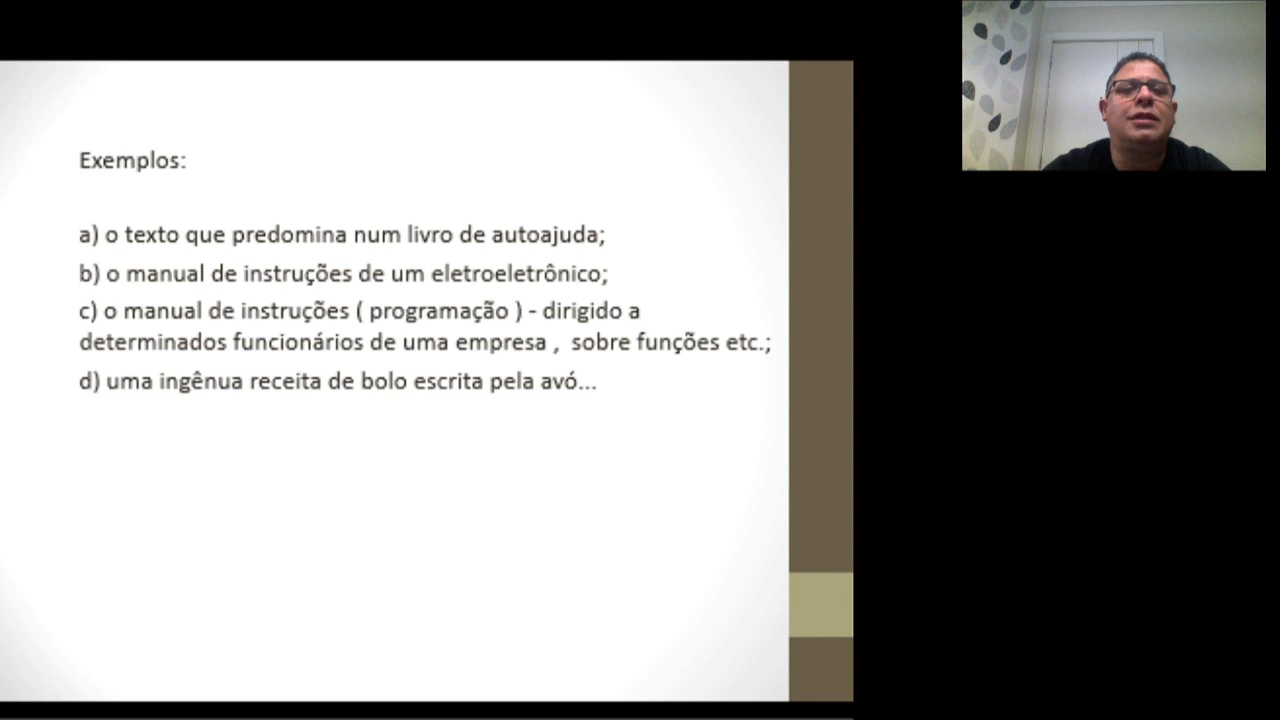 Exemplos:
a) o texto que predomina num livro de autoajuda;
b) o manual de instruções de um eletroeletrônico;
c) o manual de instruções ( programação ) - dirigido a
determinados funcionários de uma empresa , sobre funções etc.;
d) uma ingênua receita de bolo escrita pela avó...